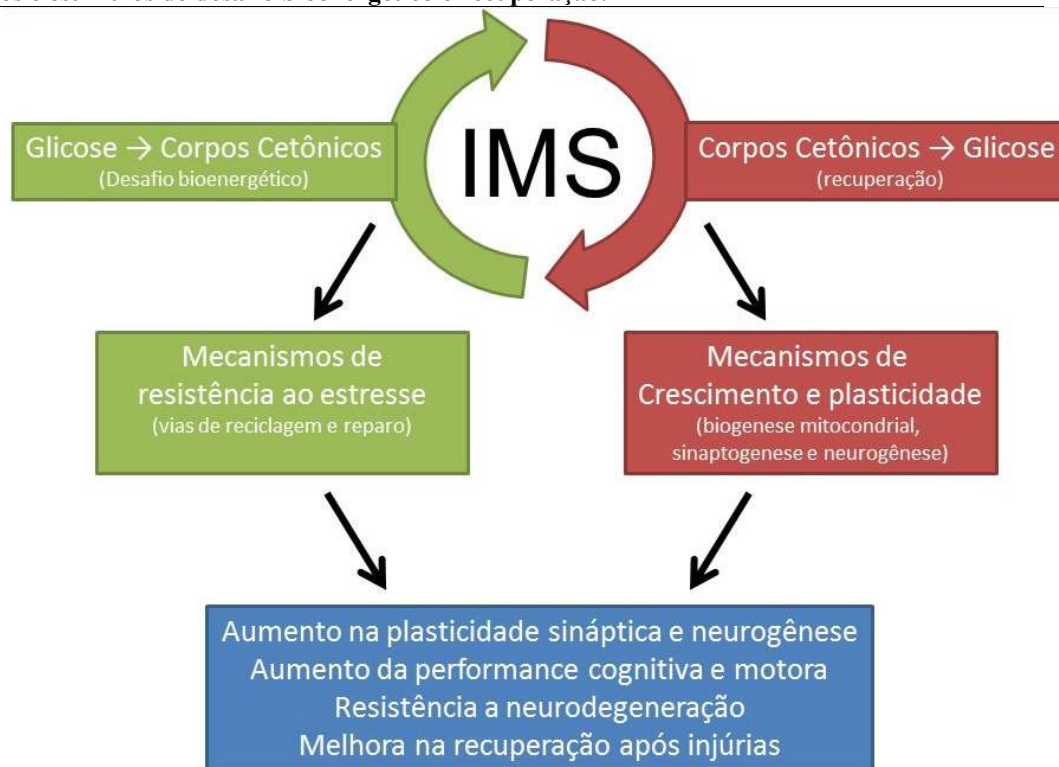 Glicose → Corpos Cetônicos
(Desafio bioenergético)
IMS
Corpos Cetônicos → Glicose
(recuperação)
Mecanismos de
resistência ao estresse
(vias de reciclagem e reparo)
Mecanismos de
Crescimento e plasticidade
(biogenese mitocondrial,
sinaptogenese e neurogênese)
Aumento na plasticidade sináptica e neurogênese
Aumento da performance cognitiva e motora
Resistência a neurodegeneração
Melhora na recuperação após injúrias